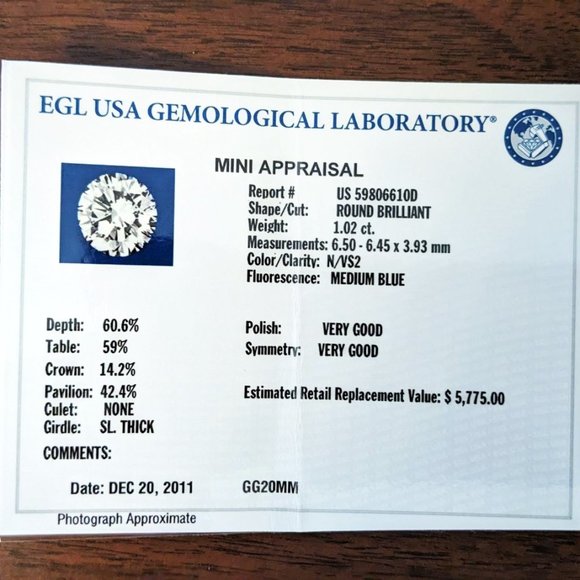 EGL USA GEMOLOGICAL LABORATORY®
MINI APPRAISAL
Report # US 59806610D
Shape/Cut: ROUND BRILLIANT
Weight: 1.02 ct.
Measurements: 6.50 - 6.45 x 3.93 mm
Color/Clarity: N/VS2
Fluorescence: MEDIUM BLUE
Depth: 60.6%
Table: 59%
Crown: 14.2%
Pavilion: 42.4%
Culet: NONE
Girdle: SL. THICK
COMMENTS:
Polish: VERY GOOD
Symmetry: VERY GOOD
Estimated Retail Replacement Value: $ 5,775.00
Date: DEC 20, 2011 GG20MM
Photograph Approximate